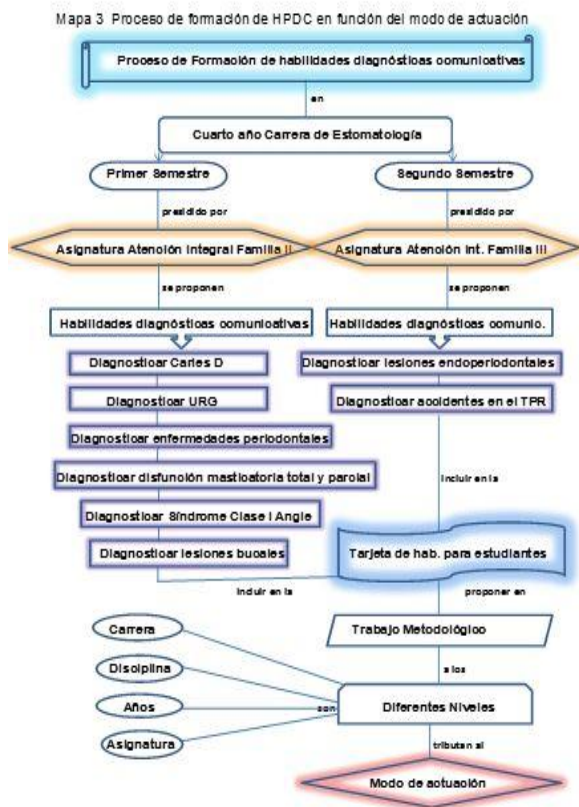 Mapa 3 Proceso de formación de HPDC en función del modo de actuación
Proceso de Formación de habilidades diagnósticas comunicativas
en
Cuarto año Carrera de Estomatología
Primer Semestre
Segundo Semestre
presidido por
presidido por
Asignatura Atención Integral Familia II
Asignatura Atención Int. Familia III
se proponen
se proponen
Habilidades diagnósticas comunicativas
Habilidades diagnósticas comunic.
Diagnosticar Caries D
Diagnosticar lesiones endoperiodontales
Diagnosticar URG
Diagnosticar accidentes en el TPR
Diagnosticar enfermedades periodontales
Diagnosticar disfunción masticatoria total y parcial
incluir en la
Diagnosticar Síndrome Clase I Angle
Diagnosticar lesiones bucales
Tarjeta de hab. para estudiantes
incluir en la
proponer en
Carrera
Trabajo Metodológico
Disciplina
a los
Años
son
Diferentes Niveles
Asignatura
tributan al
Modo de actuación